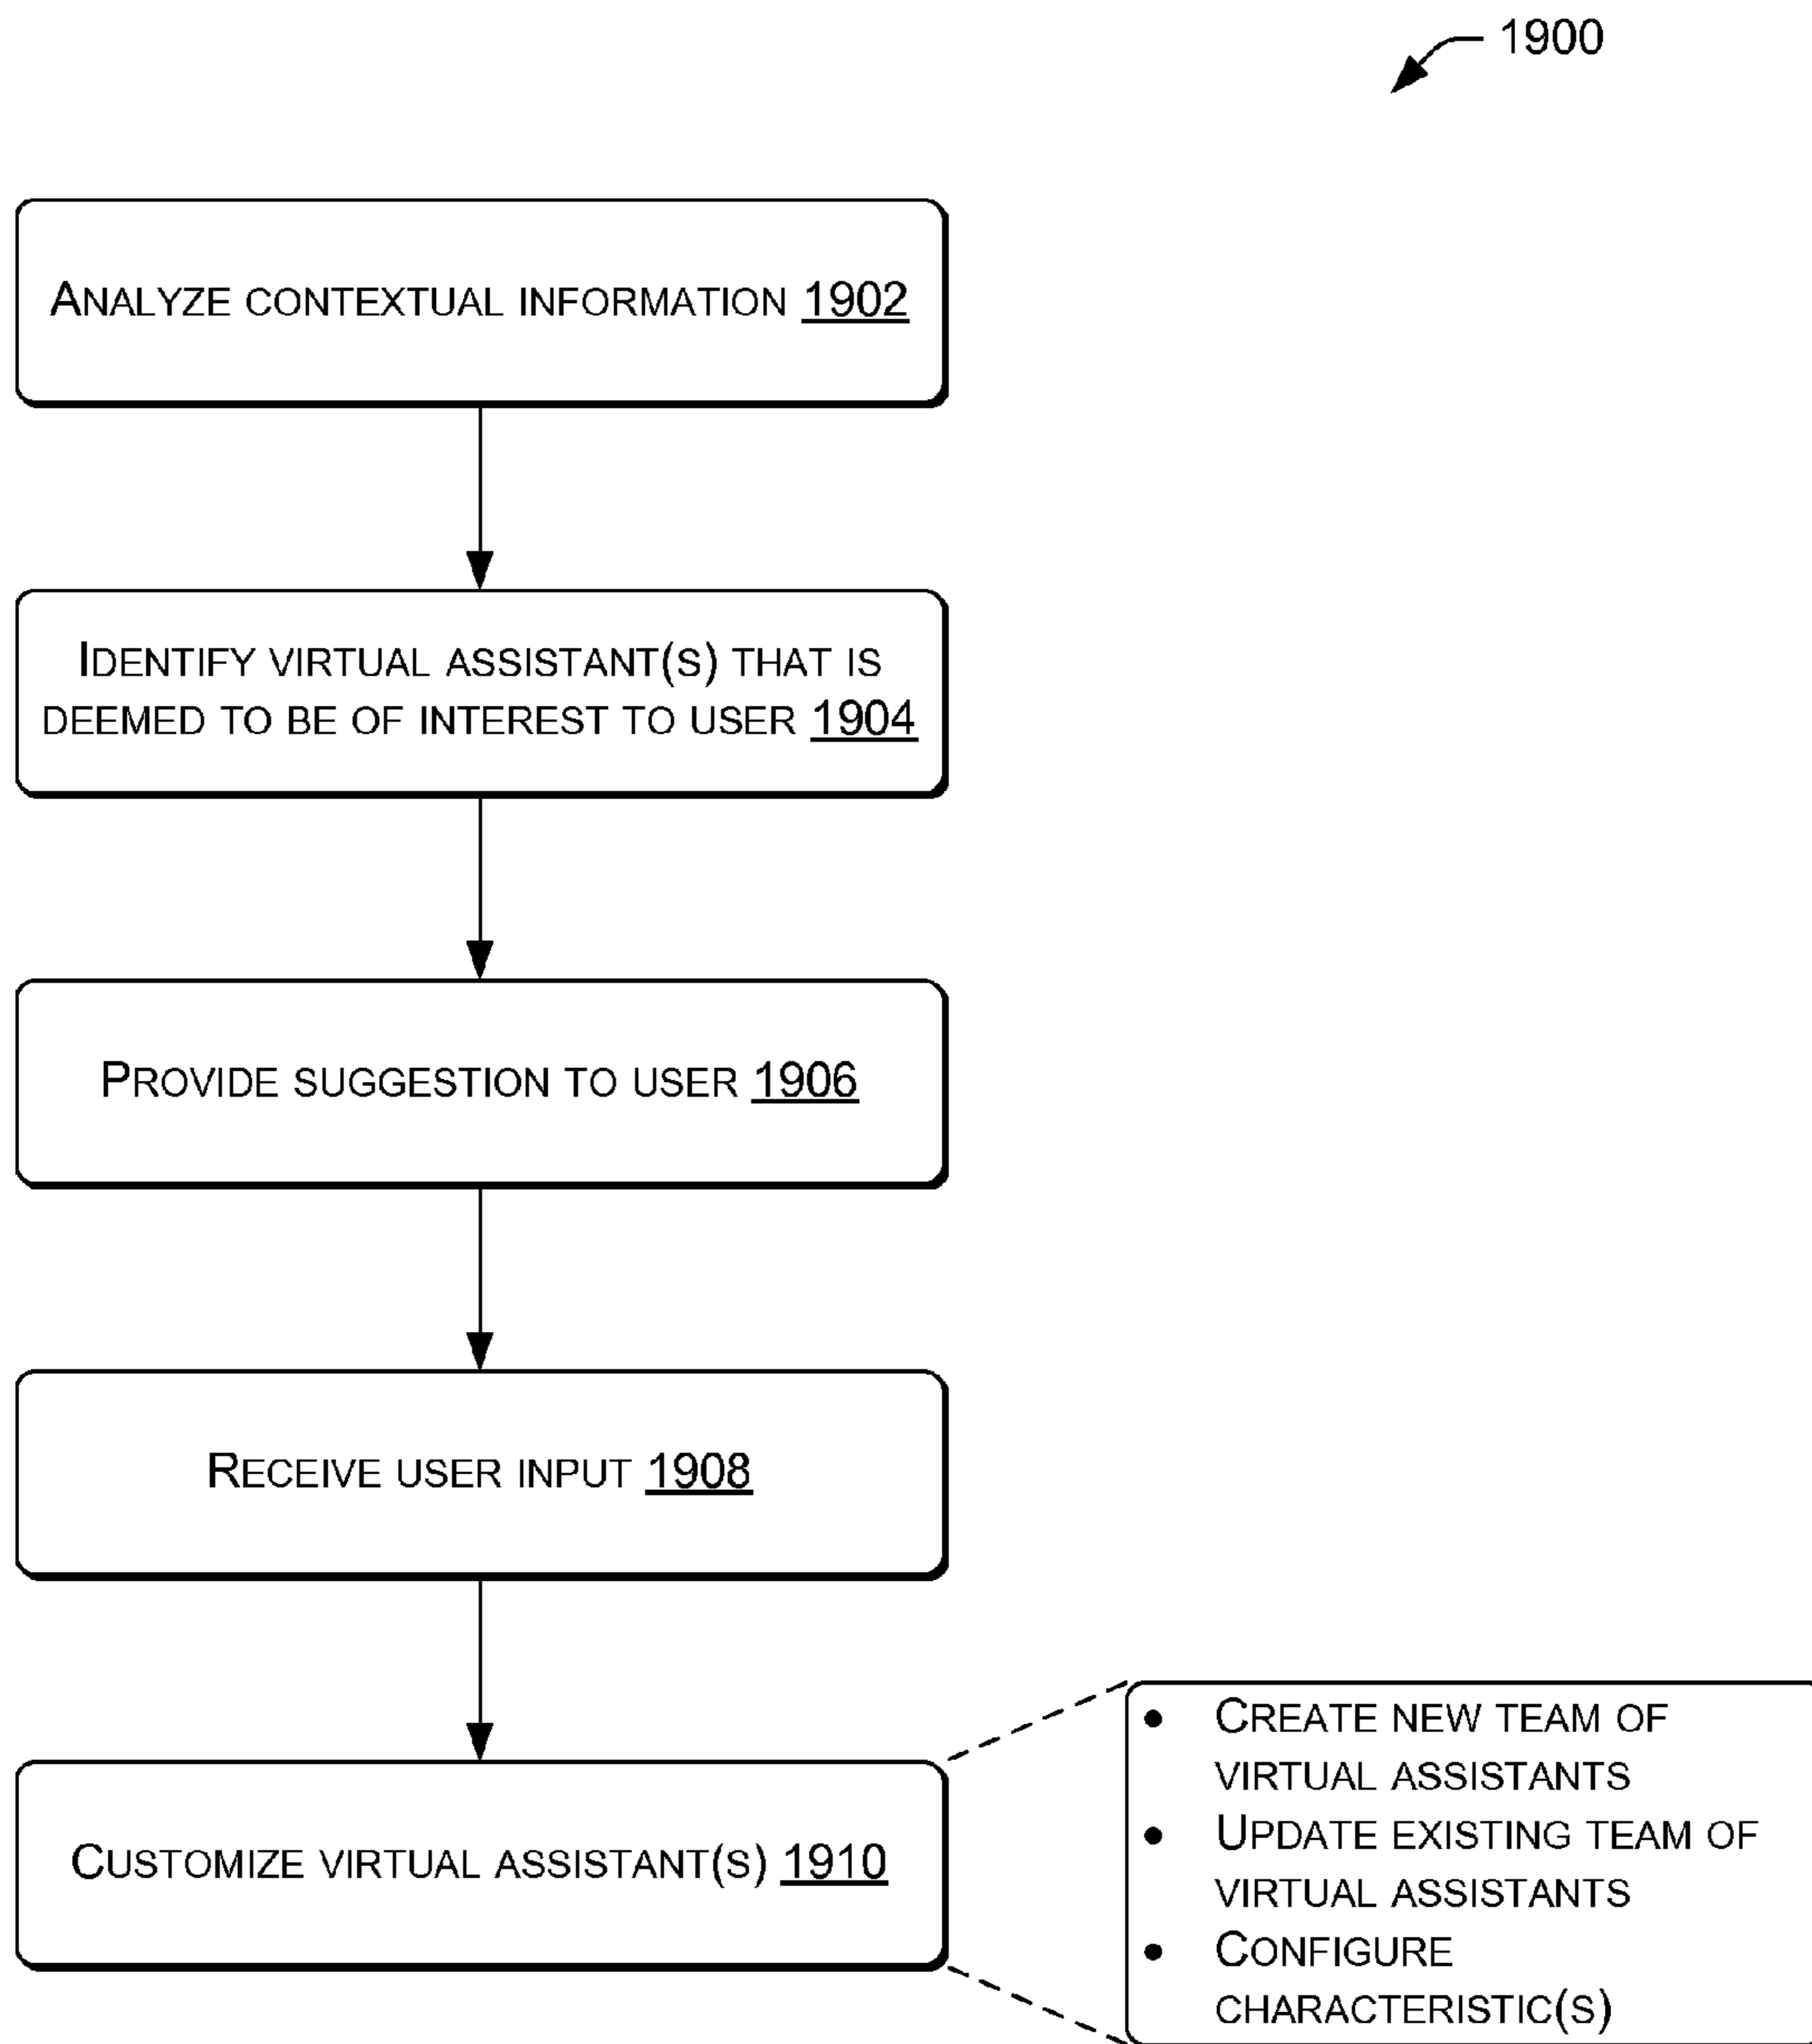 1900
ANALYZE CONTEXTUAL INFORMATION 1902
IDENTIFY VIRTUAL ASSISTANT(S) THAT IS
DEEMED TO BE OF INTEREST TO USER 1904
PROVIDE SUGGESTION TO USER 1906
RECEIVE USER INPUT 1908
CUSTOMIZE VIRTUAL ASSISTANT(S) 1910
• CREATE NEW TEAM OF
VIRTUAL ASSISTANTS
• UPDATE EXISTING TEAM OF
VIRTUAL ASSISTANTS
• CONFIGURE
CHARACTERISTIC(S)